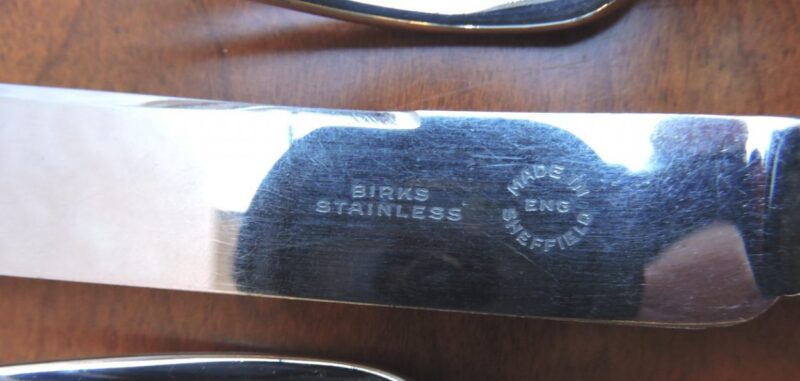 BIRKS
STAINLESS
MADE IN
ENG
SHEFFIELD